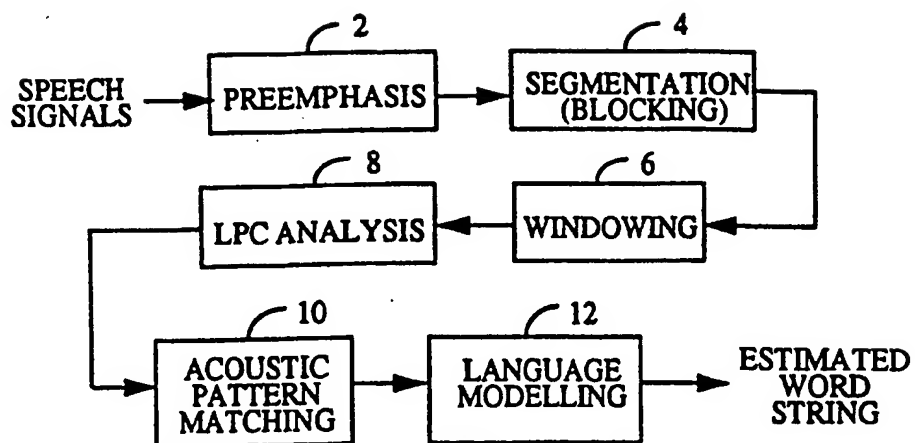 2
4
SPEECH
SIGNALS
PREEMPHASIS
SEGMENTATION
(BLOCKING)
8
6
LPC ANALYSIS
WINDOWING
10
12
ACOUSTIC
PATTERN
MATCHING
LANGUAGE
MODELLING
ESTIMATED
WORD
STRING